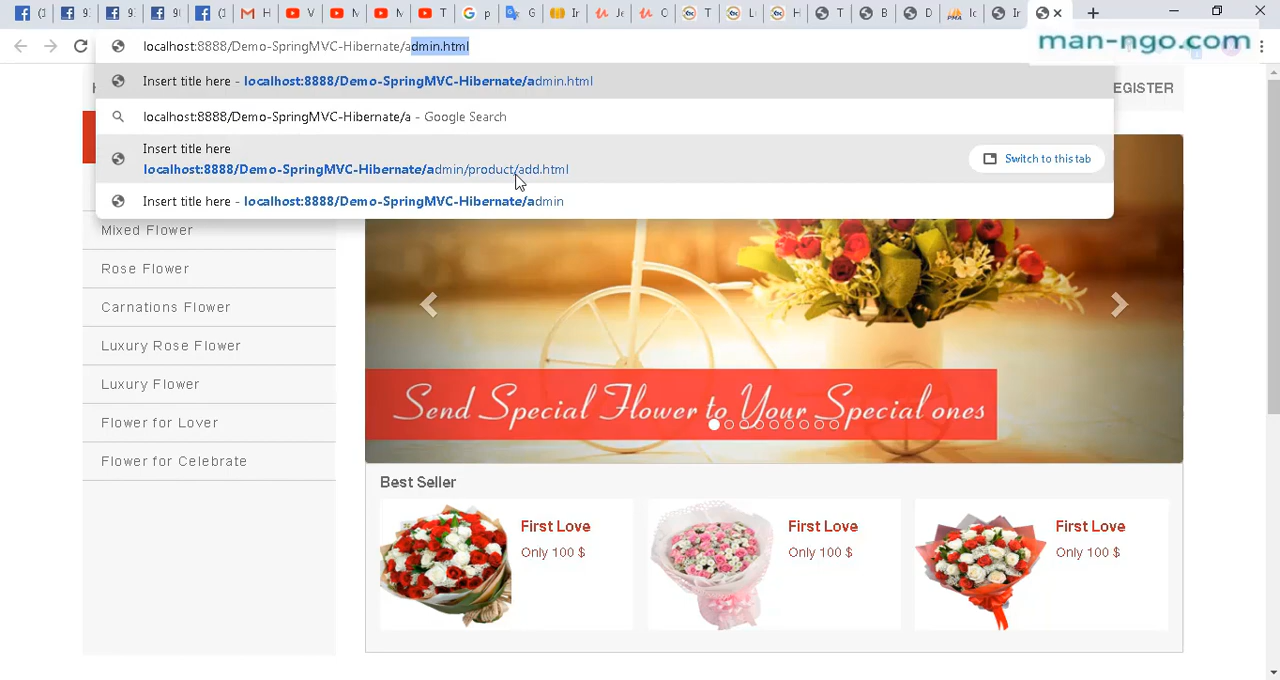 localhost:8888/Demo-SpringMVC-Hibernate/admin.html
man-ngo.com
Insert title here - localhost:8888/Demo-SpringMVC-Hibernate/admin.html
EGISTER
localhost:8888/Demo-SpringMVC-Hibernate/a - Google Search
Insert title here
localhost:8888/Demo-SpringMVC-Hibernate/admin/product/add.html
Switch to this tab
Insert title here - localhost:8888/Demo-SpringMVC-Hibernate/admin
Mixed Flower
Rose Flower
Carnations Flower
Luxury Rose Flower
Luxury Flower
Flower for Lover
Flower for Celebrate
Send Special Flower to Your Special ones
Best Seller
First Love
Only 100 $
First Love
Only 100 $
First Love
Only 100 $